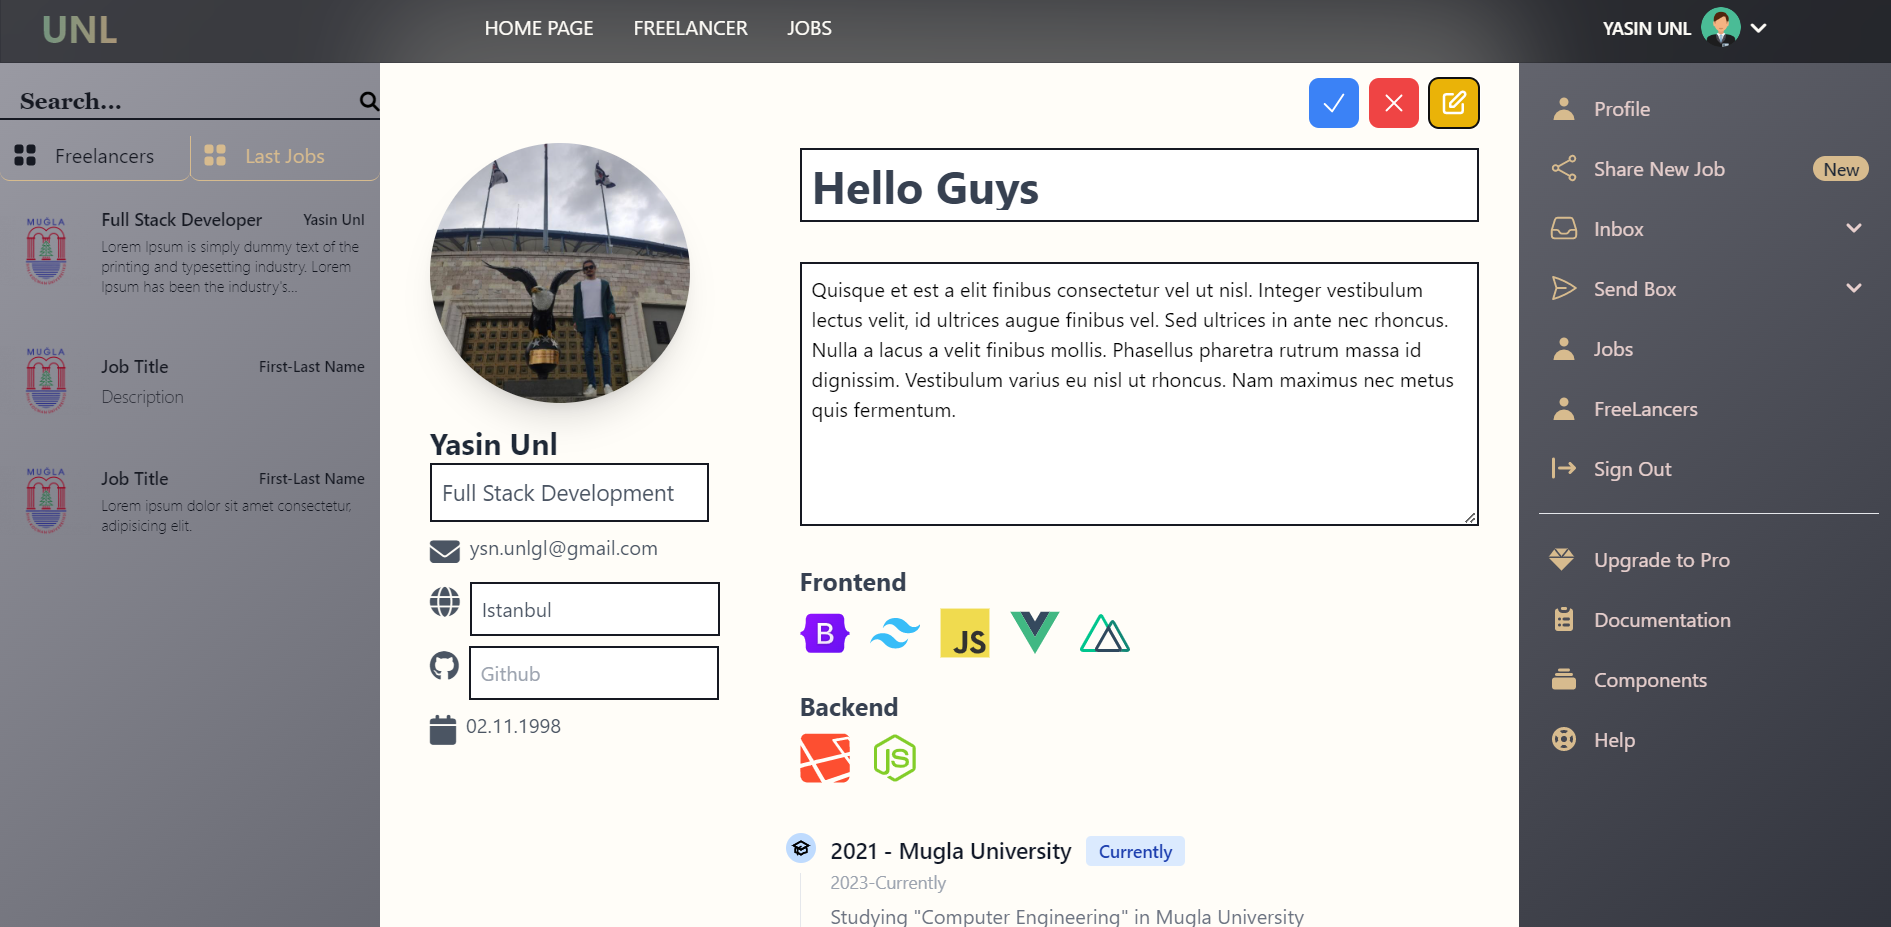 UNL
HOME PAGE
FREELANCER
JOBS
YASIN UNL
Search...
Freelancers
Last Jobs
MUĞLA
Full Stack Developer
Yasin Unl
Lorem Ipsum is simply dummy text of the
printing and typesetting industry. Lorem
Ipsum has been the industry's...
MUĞLA
Job Title
First-Last Name
Description
MUĞLA
Job Title
First-Last Name
Lorem ipsum dolor sit amet consectetur,
adipisicing elit.
Yasin Unl
Full Stack Development
ysn.unlgl@gmail.com
Istanbul
Github
02.11.1998
Hello Guys
Quisque et est a elit finibus consectetur vel ut nisl. Integer vestibulum
lectus velit, id ultrices augue finibus vel. Sed ultrices in ante nec rhoncus.
Nulla a lacus a velit finibus mollis. Phasellus pharetra rutrum massa id
dignissim. Vestibulum varius eu nisl ut rhoncus. Nam maximus nec metus
quis fermentum.
Frontend
B
JS
Backend
JS
2021 - Mugla University
Currently
2023-Currently
Studying "Computer Engineering" in Mugla University
Profile
Share New Job
New
Inbox
Send Box
Jobs
FreeLancers
Sign Out
Upgrade to Pro
Documentation
Components
Help